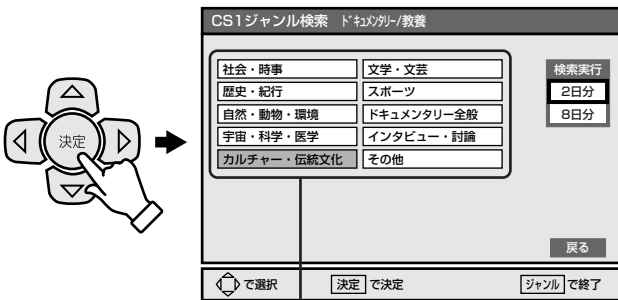 CS1ジャンル検索 ﾄﾞｷｭﾒﾝﾀﾘｰ/教養
社会・時事 文学・文芸
歴史・紀行 スポーツ
自然・動物・環境 ドキュメンタリー全般
宇宙・科学・医学 インタビュー・討論
カルチャー・伝統文化 その他
検索実行
2日分
8日分
決定
戻る
で選択 決定 で決定 ジャンル で終了